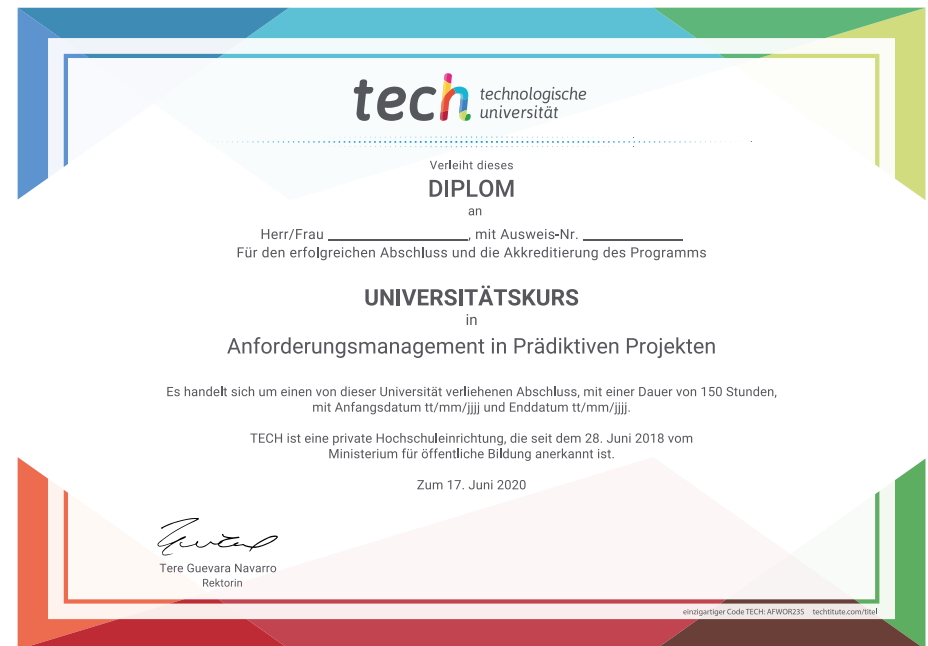 tech technologische
universität
Verleiht dieses
DIPLOM
an
Herr/Frau ____________________, mit Ausweis-Nr. ______________
Für den erfolgreichen Abschluss und die Akkreditierung des Programms
UNIVERSITÄTSKURS
in
Anforderungsmanagement in Prädiktiven Projekten
Es handelt sich um einen von dieser Universität verliehenen Abschluss, mit einer Dauer von 150 Stunden,
mit Anfangsdatum tt/mm/jjjj und Enddatum tt/mm/jjjj.
TECH ist eine private Hochschuleinrichtung, die seit dem 28. Juni 2018 vom
Ministerium für öffentliche Bildung anerkannt ist.
Zum 17. Juni 2020
Tere Guevara Navarro
Rektorin
einzigartiger Code TECH: AFWOR23S techtitute.com/titel